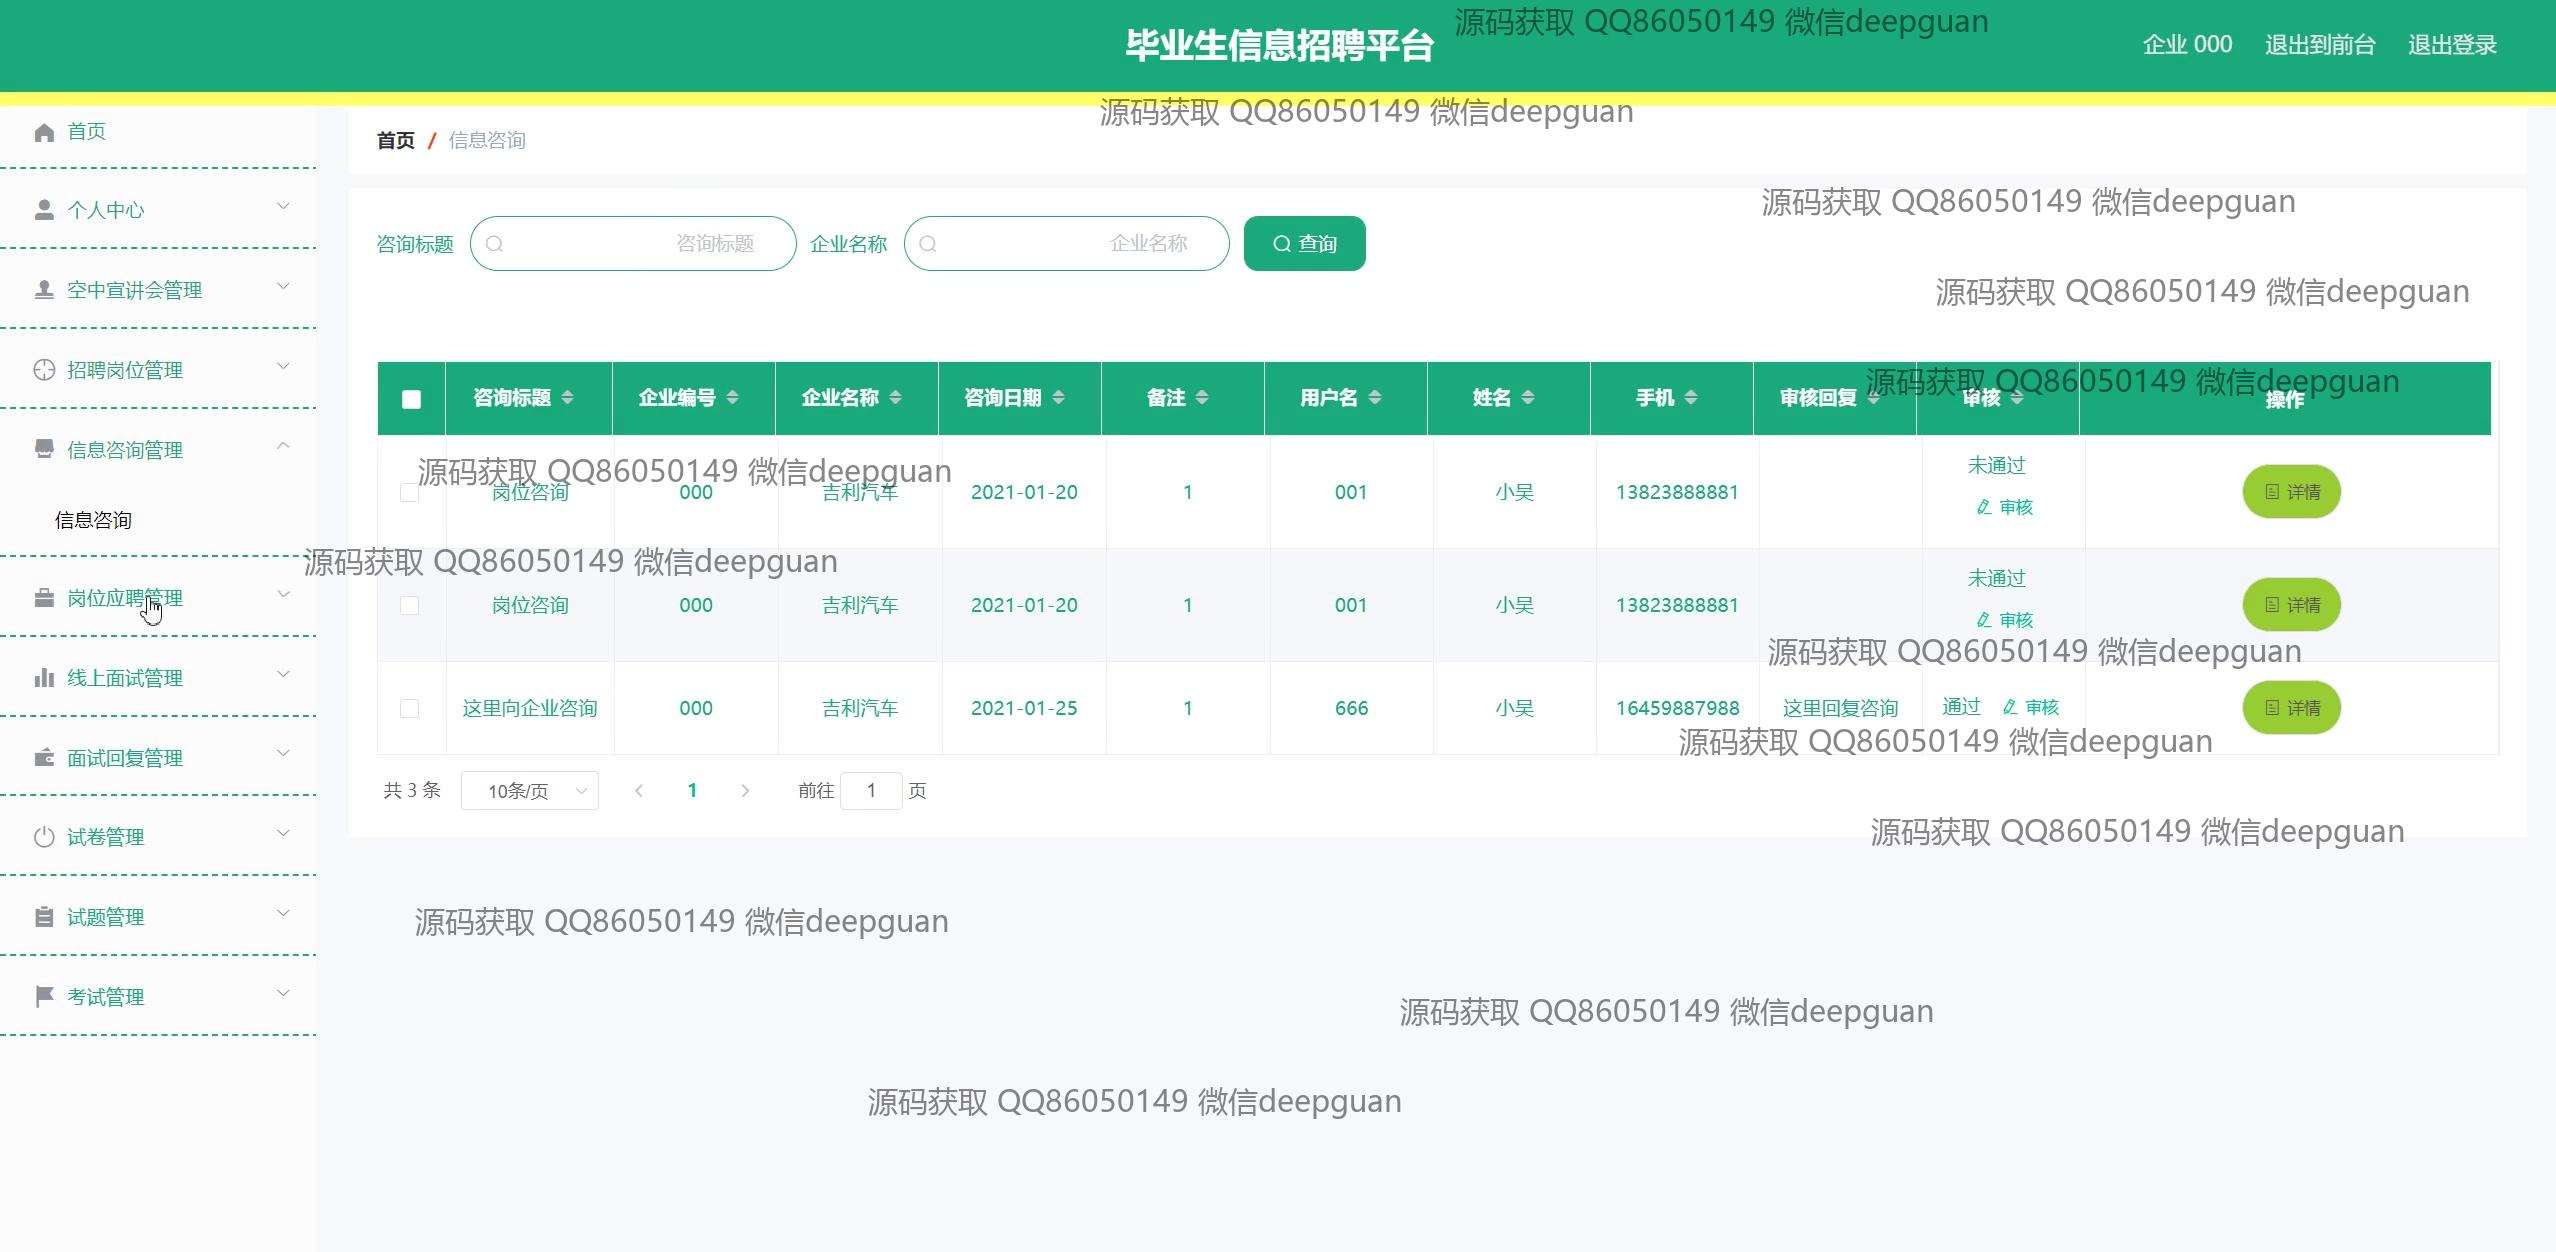 源码获取 QQ86050149 微信deepguan
毕业生信息招聘平台
企业 000 退出到前台 退出登录
源码获取 QQ86050149 微信deepguan
首页
首页 / 信息咨询
源码获取 QQ86050149 微信deepguan
个人中心
咨询标题 咨询标题 企业名称 企业名称 查询
空中宣讲会管理
源码获取 QQ86050149 微信deepguan
招聘岗位管理
源码获取 QQ86050149 微信deepguan
咨询标题 企业编号 企业名称 咨询日期 备注 用户名 姓名 手机 审核回复 审核 操作
信息咨询管理
源码获取 QQ86050149 微信deepguan
未通过
岗位咨询 000 吉利汽车 2021-01-20 1 001 小吴 13823888881 详情
审核
信息咨询
源码获取 QQ86050149 微信deepguan
未通过
岗位应聘管理
岗位咨询 000 吉利汽车 2021-01-20 1 001 小吴 13823888881 详情
审核
源码获取 QQ86050149 微信deepguan
线上面试管理
这里向企业咨询 000 吉利汽车 2021-01-25 1 666 小吴 16459887988 这里回复咨询 通过 审核 详情
源码获取 QQ86050149 微信deepguan
面试回复管理
共 3 条 10条/页 1 前往 1 页
源码获取 QQ86050149 微信deepguan
试卷管理
试题管理
源码获取 QQ86050149 微信deepguan
考试管理
源码获取 QQ86050149 微信deepguan
源码获取 QQ86050149 微信deepguan